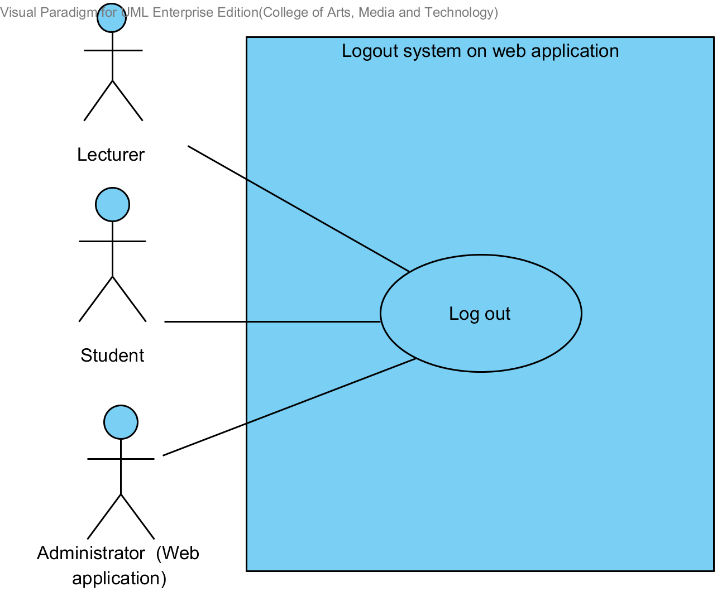 Visual Paradigm for UML Enterprise Edition(College of Arts, Media and Technology)
Logout system on web application
Lecturer
Log out
Student
Administrator  (Web
application)